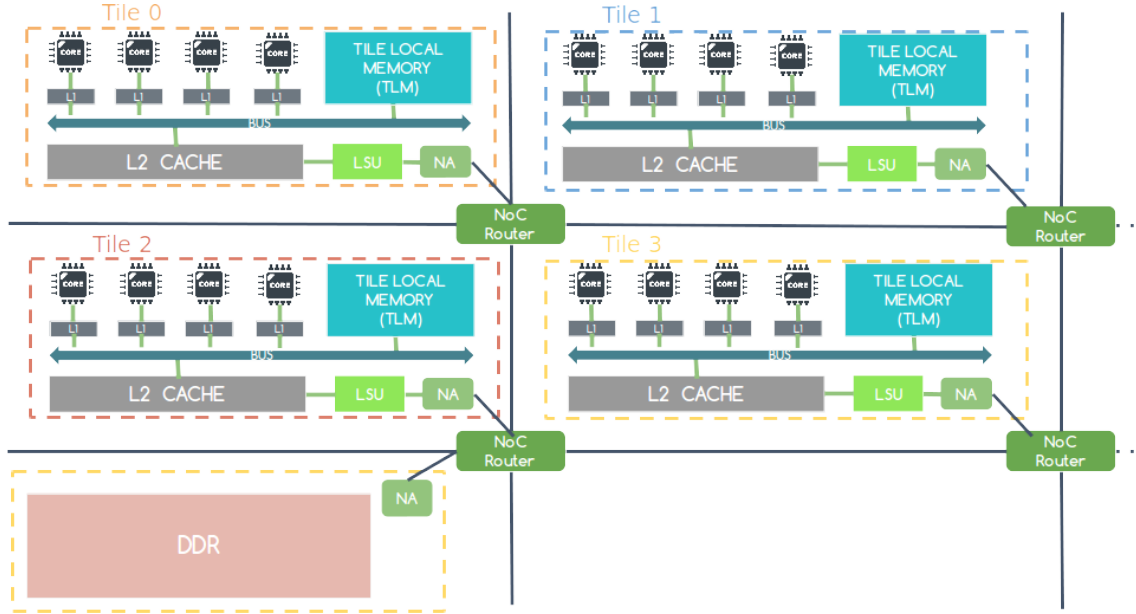 Tile 0
CORE
CORE
CORE
CORE
L1
L1
L1
L1
TILE LOCAL
MEMORY
(TLM)
BUS
L2 CACHE
LSU
NA
Tile 1
CORE
CORE
CORE
CORE
L1
L1
L1
L1
TILE LOCAL
MEMORY
(TLM)
BUS
L2 CACHE
LSU
NA
NoC
Router
NoC
Router
Tile 2
CORE
CORE
CORE
CORE
L1
L1
L1
L1
TILE LOCAL
MEMORY
(TLM)
BUS
L2 CACHE
LSU
NA
Tile 3
CORE
CORE
CORE
CORE
L1
L1
L1
L1
TILE LOCAL
MEMORY
(TLM)
BUS
L2 CACHE
LSU
NA
NoC
Router
NoC
Router
NA
DDR